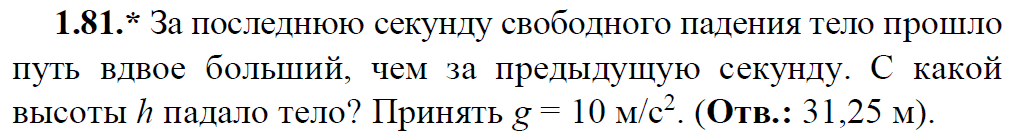 1.81.* За последнюю секунду свободного падения тело прошло
путь вдвое больший, чем за предыдущую секунду. С какой
высоты h падало тело? Принять g = 10 м/с². (Отв.: 31,25 м).